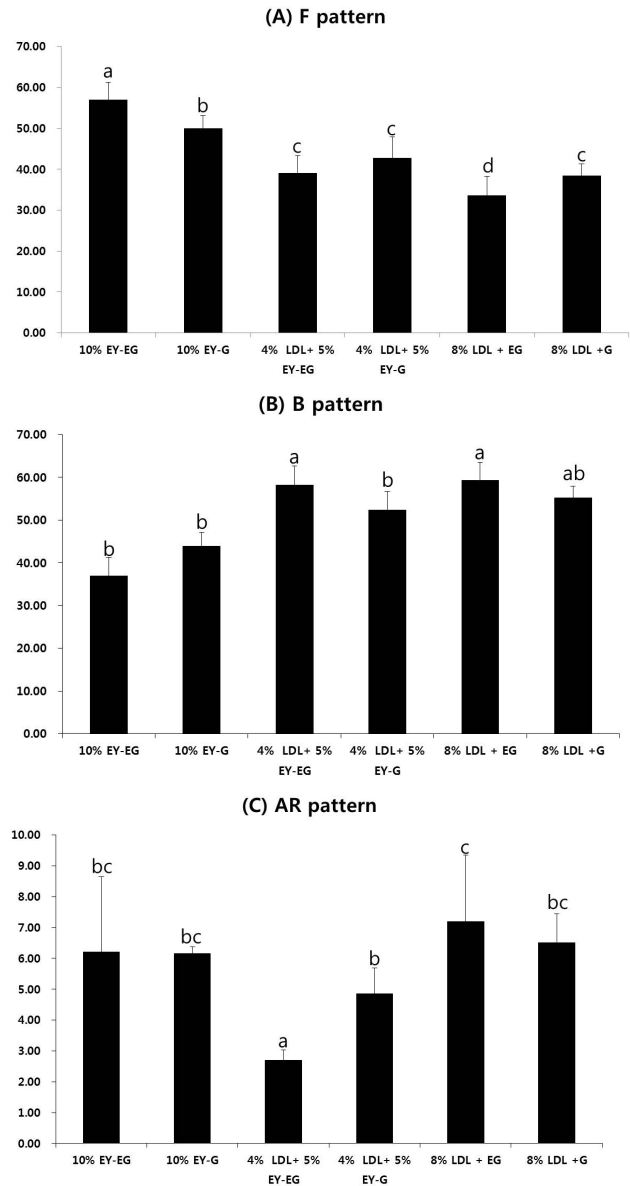 (A) F pattern
70.00
60.00
50.00
40.00
30.00
20.00
10.00
0.00
a
b
c
c
d
c
10% EY-EG
10% EY-G
4% LDL+ 5%
EY-EG
4% LDL+ 5%
EY-G
8% LDL + EG
8% LDL +G
(B) B pattern
70.00
60.00
50.00
40.00
30.00
20.00
10.00
0.00
b
b
a
b
a
ab
10% EY-EG
10% EY-G
4% LDL+ 5%
EY-EG
4% LDL+ 5%
EY-G
8% LDL + EG
8% LDL +G
(C) AR pattern
10.00
9.00
8.00
7.00
6.00
5.00
4.00
3.00
2.00
1.00
0.00
bc
bc
a
b
c
bc
10% EY-EG
10% EY-G
4% LDL+ 5%
EY-EG
4% LDL+ 5%
EY-G
8% LDL + EG
8% LDL +G